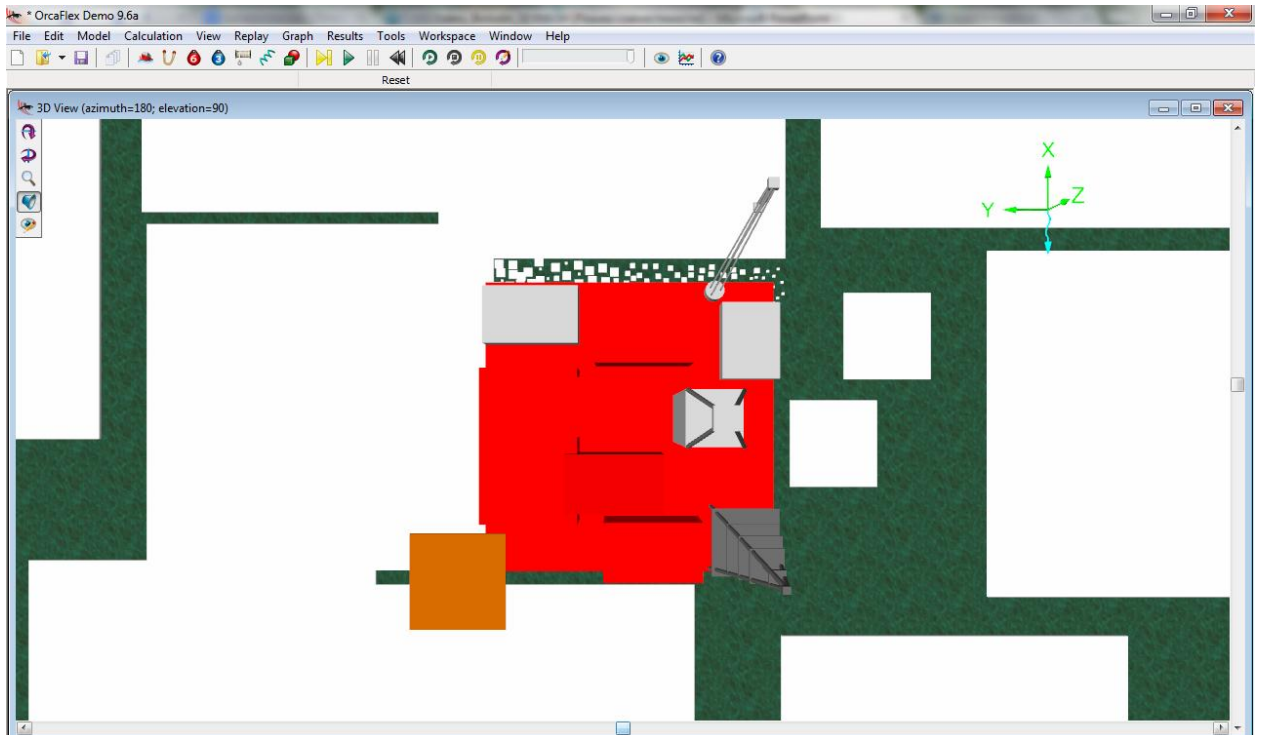 * OrcaFlex Demo 9.6a
File Edit Model Calculation View Replay Graph Results Tools Workspace Window Help
Reset
3D View (azimuth=180; elevation=90)
X
Y
Z